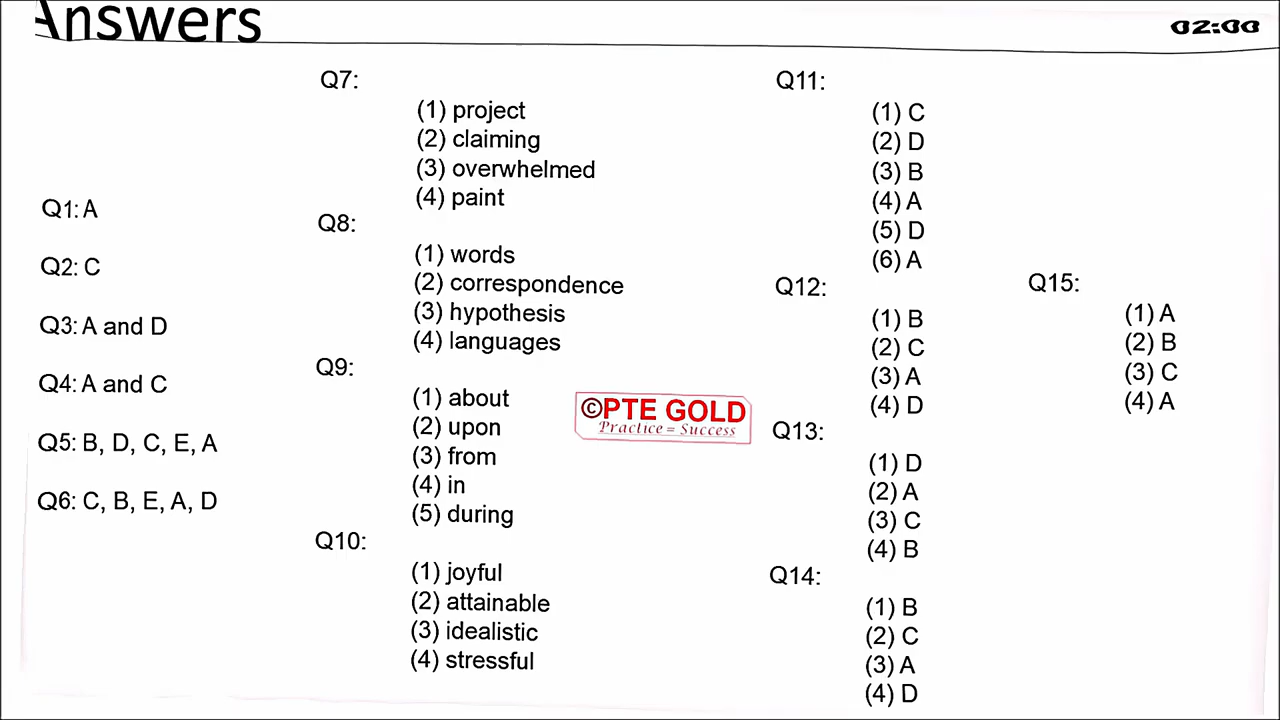 Answers
02:00
Q1: A
Q2: C
Q3: A and D
Q4: A and C
Q5: B, D, C, E, A
Q6: C, B, E, A, D
Q7:
(1) project
(2) claiming
(3) overwhelmed
(4) paint
Q8:
(1) words
(2) correspondence
(3) hypothesis
(4) languages
Q9:
(1) about
(2) upon
(3) from
(4) in
(5) during
Q10:
(1) joyful
(2) attainable
(3) idealistic
(4) stressful
©PTE GOLD
Practice = Success
Q11:
(1) C
(2) D
(3) B
(4) A
(5) D
(6) A
Q12:
(1) B
(2) C
(3) A
(4) D
Q13:
(1) D
(2) A
(3) C
(4) B
Q14:
(1) B
(2) C
(3) A
(4) D
Q15:
(1) A
(2) B
(3) C
(4) A